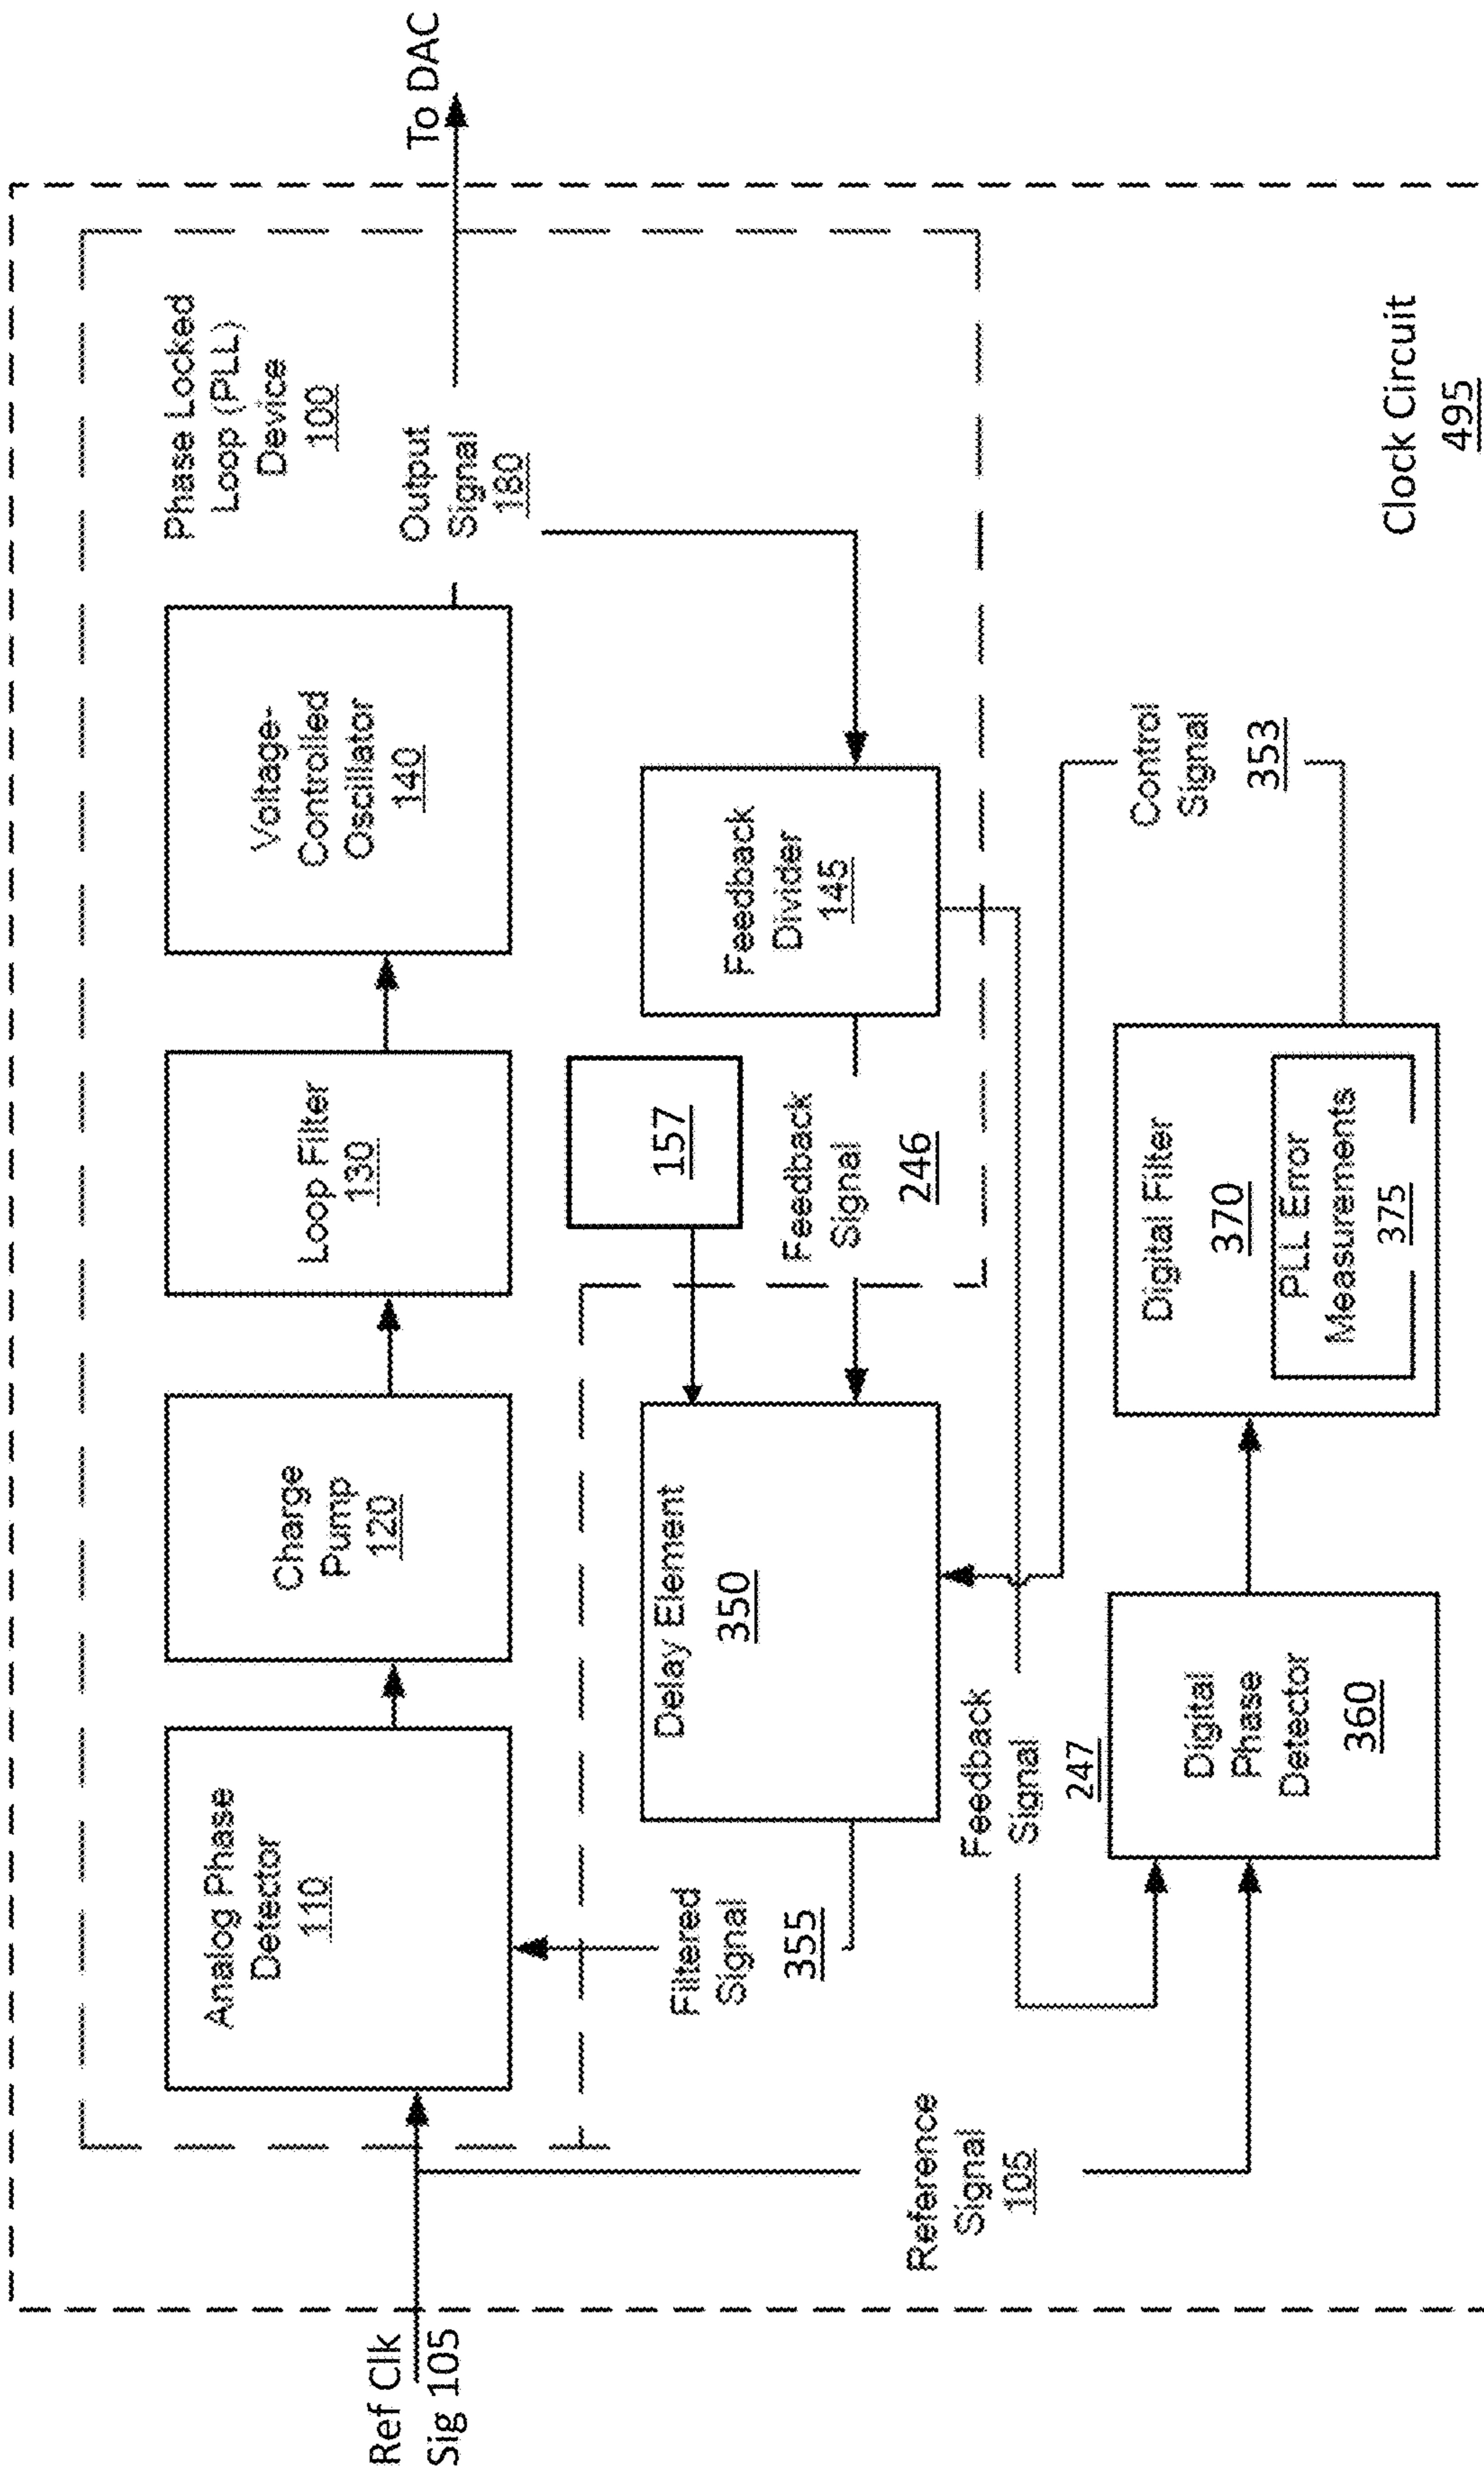 Ref Clk
Sig 105
Phase Locked
Loop (PLL)
Device
100
Analog Phase
Detector
110
Charge
Pump
120
Loop Filter
130
Voltage-
Controlled
Oscillator
140
Output
Signal
180
To DAC
Filtered
Signal
355
Delay Element
350
157
Feedback
Signal
246
Feedback
Divider
145
Reference
Signal
105
Feedback
Signal
247
Digital
Phase
Detector
360
Digital Filter
370
PLL Error
Measurements
375
Control
Signal
353
Clock Circuit
495